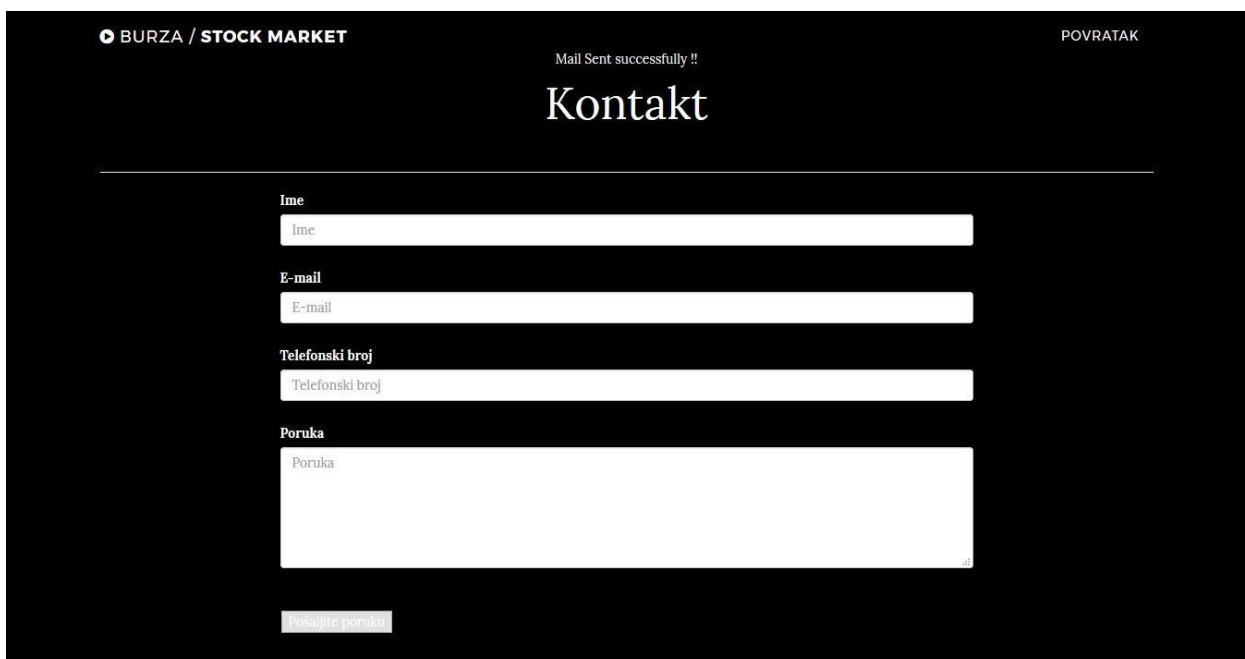 BURZA / STOCK MARKET
POVRATAK
Mail Sent successfully !!
Kontakt
Ime
Ime
E-mail
E-mail
Telefonski broj
Telefonski broj
Poruka
Poruka
Pošaljite poruku